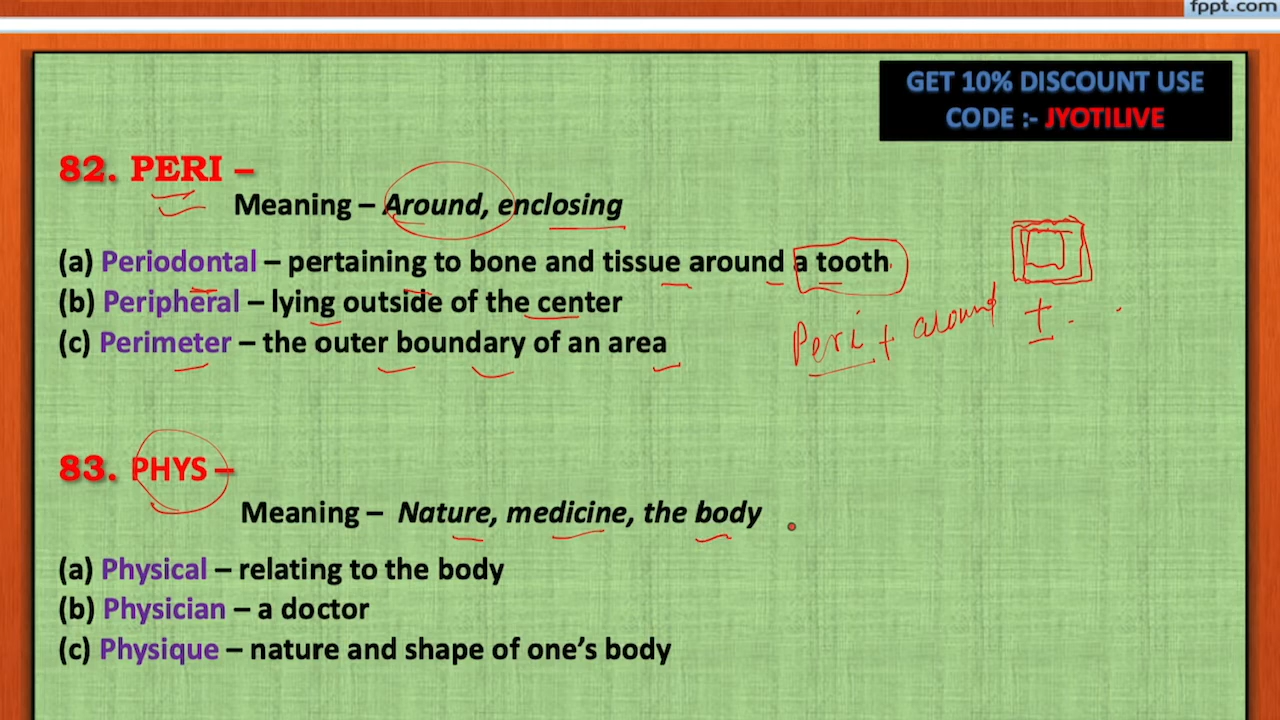 fppt.com
GET 10% DISCOUNT USE
CODE :- JYOTILIVE
82. PERI –
Meaning – Around, enclosing
(a) Periodontal – pertaining to bone and tissue around a tooth
(b) Peripheral – lying outside of the center
(c) Perimeter – the outer boundary of an area
Peri + around +
83. PHYS –
Meaning – Nature, medicine, the body
(a) Physical – relating to the body
(b) Physician – a doctor
(c) Physique – nature and shape of one's body